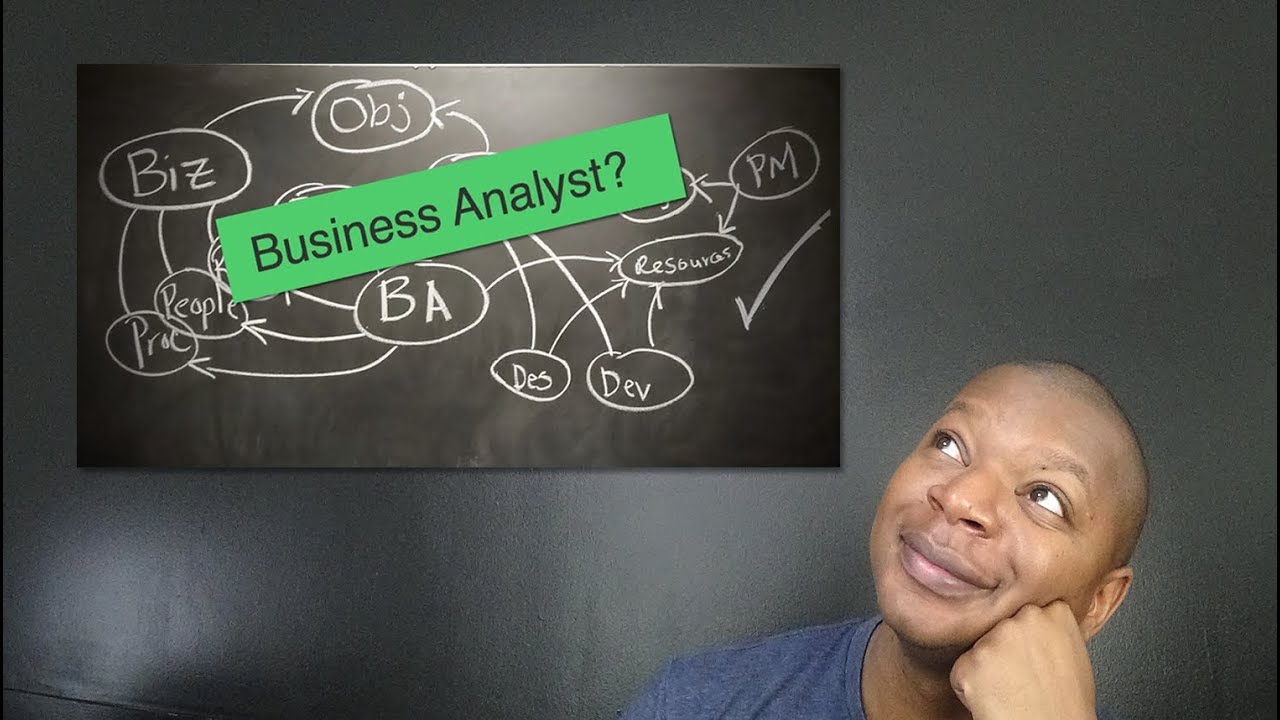 Obj
Biz
PM
Business Analyst?
Resources
People
BA
Proc
Des
Dev